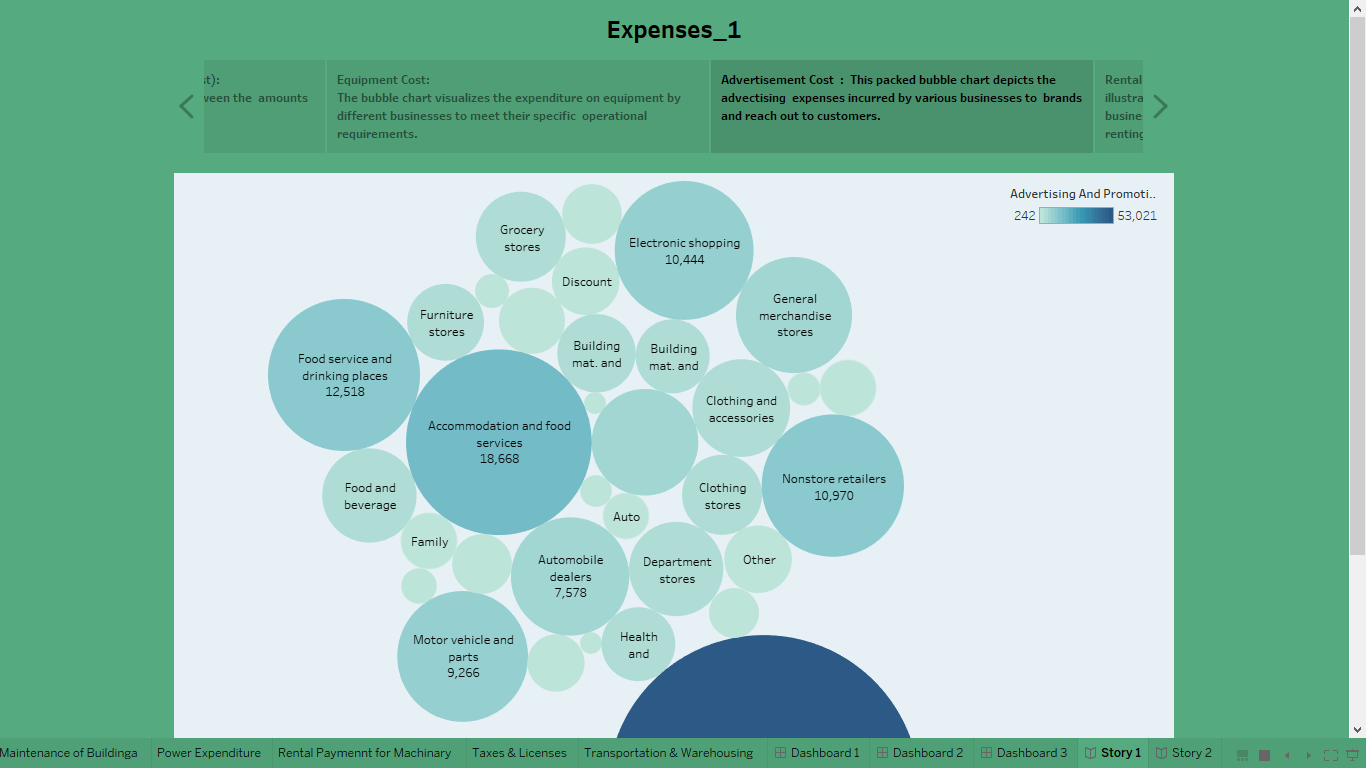 Expenses_1
st):
ween the amounts
Equipment Cost:
The bubble chart visualizes the expenditure on equipment by
different businesses to meet their specific operational
requirements.
Advertisement Cost : This packed bubble chart depicts the
advectising expenses incurred by various businesses to brands
and reach out to customers.
Rental
illustra
busine
renting
Advertising And Promoti..
242 53,021
Grocery
stores
Electronic shopping
10,444
Discount
General
merchandise
stores
Furniture
stores
Building
mat. and
Building
mat. and
Food service and
drinking places
12,518
Clothing and
accessories
Accommodation and food
services
18,668
Nonstore retailers
10,970
Food and
beverage
Clothing
stores
Auto
Family
Automobile
dealers
7,578
Department
stores
Other
Motor vehicle and
parts
9,266
Health
and
Maintenance of Buildinga Power Expenditure Rental Paymennt for Machinary Taxes & Licenses Transportation & Warehousing Dashboard 1 Dashboard 2 Dashboard 3 Story 1 Story 2